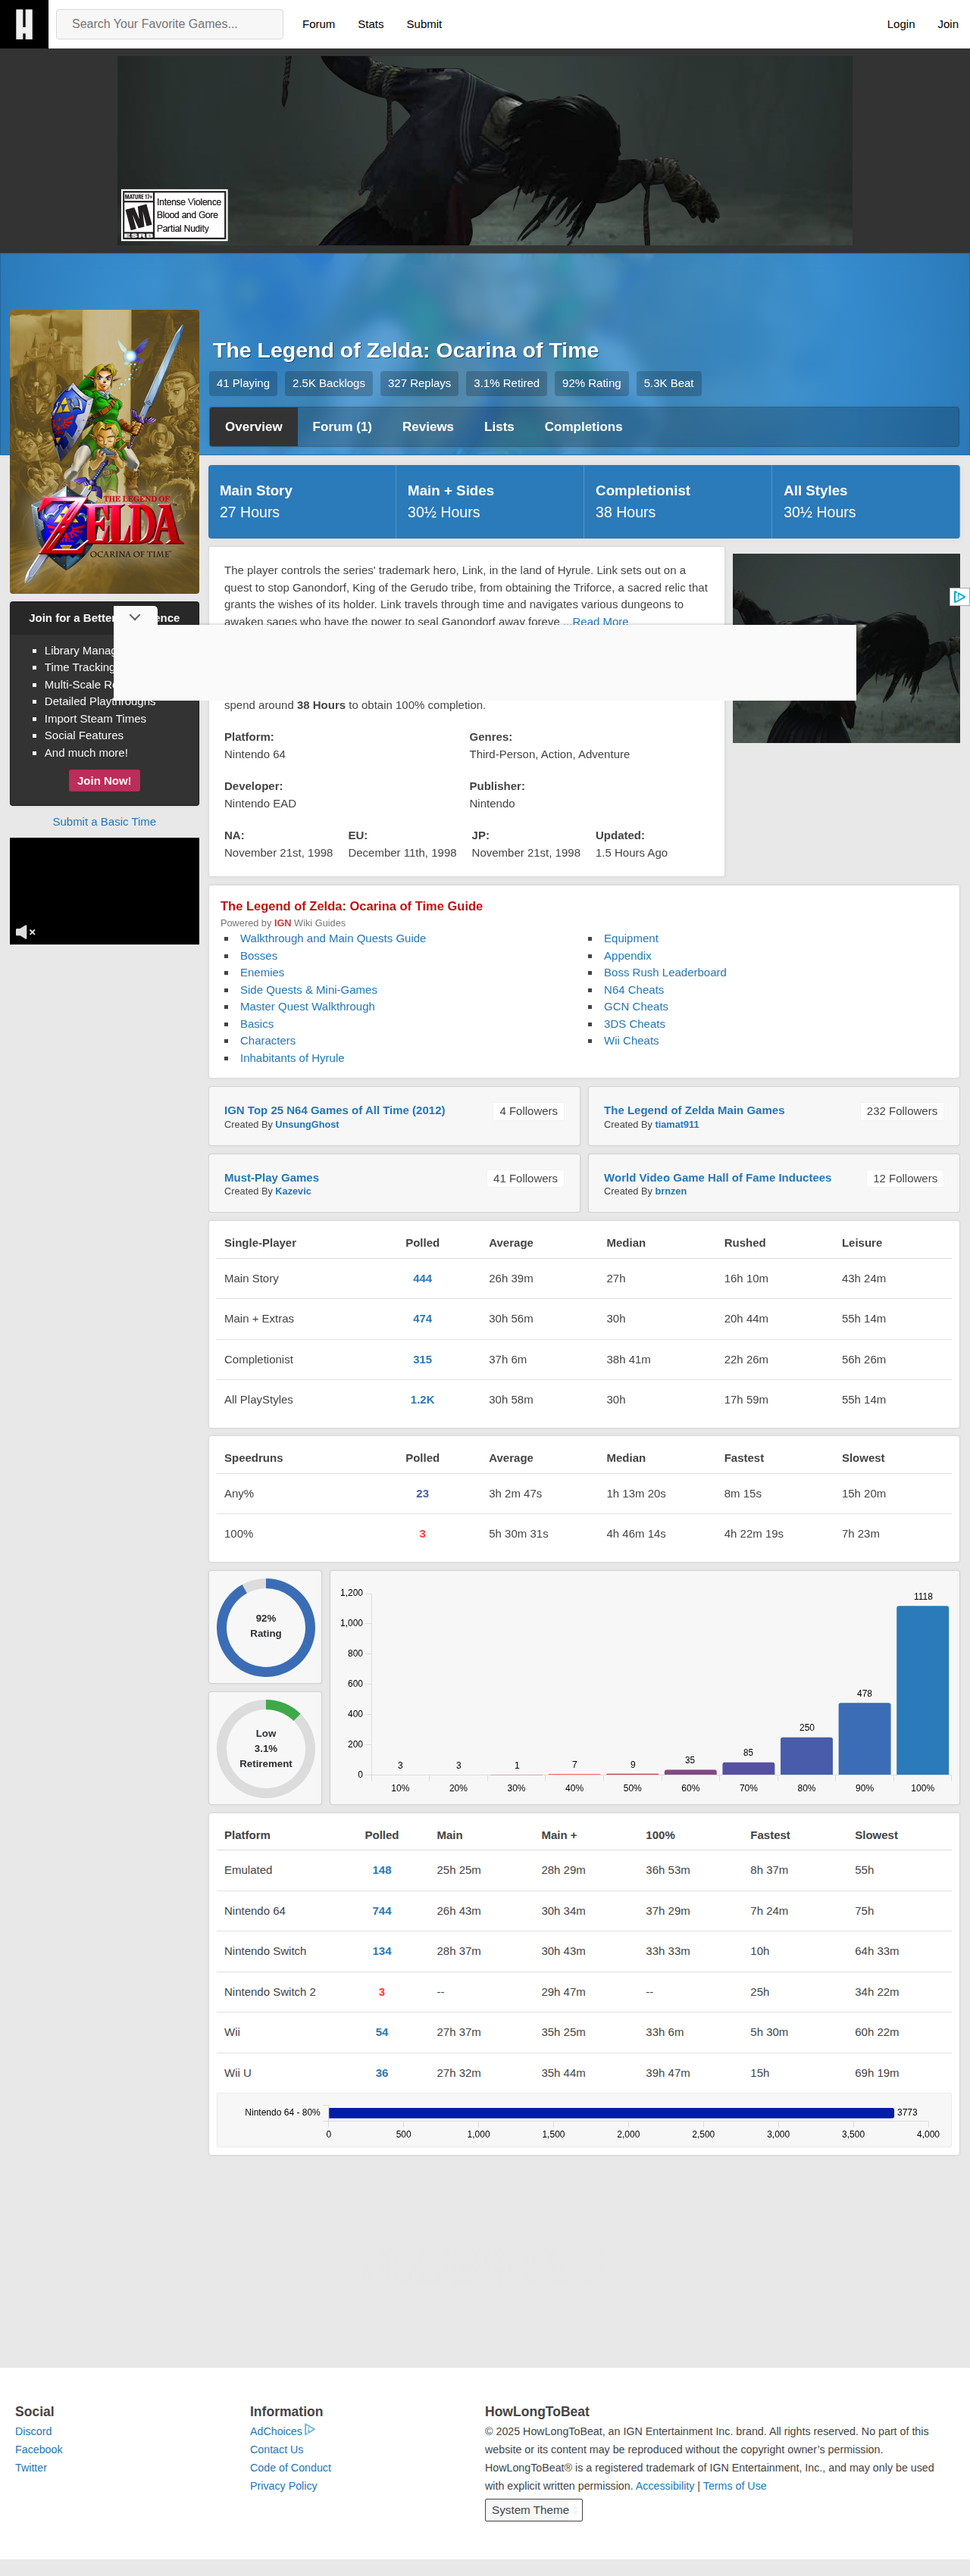 Search Your Favorite Games...
Forum
Stats
Submit
Login
Join
MATURE 17+
M
ESRB
Intense Violence
Blood and Gore
Partial Nudity
The Legend of Zelda: Ocarina of Time
41 Playing
2.5K Backlogs
327 Replays
3.1% Retired
92% Rating
5.3K Beat
Overview
Forum (1)
Reviews
Lists
Completions
THE LEGEND OF
ZELDA
OCARINA OF TIME
Main Story
27 Hours
Main + Sides
30½ Hours
Completionist
38 Hours
All Styles
30½ Hours
The player controls the series' trademark hero, Link, in the land of Hyrule. Link sets out on a
quest to stop Ganondorf, King of the Gerudo tribe, from obtaining the Triforce, a sacred relic that
grants the wishes of its holder. Link travels through time and navigates various dungeons to
awaken sages who have the power to seal Ganondorf away foreve ...Read More
spend around 38 Hours to obtain 100% completion.
Platform:
Nintendo 64
Genres:
Third-Person, Action, Adventure
Developer:
Nintendo EAD
Publisher:
Nintendo
NA:
November 21st, 1998
EU:
December 11th, 1998
JP:
November 21st, 1998
Updated:
1.5 Hours Ago
Join for a Better
Library
Time Tracking
Multi-Scale
Detailed Playthroughs
Import Steam Times
Social Features
And much more!
Join Now!
Submit a Basic Time
The Legend of Zelda: Ocarina of Time Guide
Powered by IGN Wiki Guides
Walkthrough and Main Quests Guide
Bosses
Enemies
Side Quests & Mini-Games
Master Quest Walkthrough
Basics
Characters
Inhabitants of Hyrule
Equipment
Appendix
Boss Rush Leaderboard
N64 Cheats
GCN Cheats
3DS Cheats
Wii Cheats
IGN Top 25 N64 Games of All Time (2012)
Created By UnsungGhost
4 Followers
The Legend of Zelda Main Games
Created By tiamat911
232 Followers
Must-Play Games
Created By Kazevic
41 Followers
World Video Game Hall of Fame Inductees
Created By brnzen
12 Followers
Single-Player Polled Average Median Rushed Leisure
Main Story 444 26h 39m 27h 16h 10m 43h 24m
Main + Extras 474 30h 56m 30h 20h 44m 55h 14m
Completionist 315 37h 6m 38h 41m 22h 26m 56h 26m
All PlayStyles 1.2K 30h 58m 30h 17h 59m 55h 14m
Speedruns Polled Average Median Fastest Slowest
Any% 23 3h 2m 47s 1h 13m 20s 8m 15s 15h 20m
100% 3 5h 30m 31s 4h 46m 14s 4h 22m 19s 7h 23m
92%
Rating
Low
3.1%
Retirement
1,200
1,000
800
600
400
200
0
3 3 1 7 9 35 85 250 478 1118
10% 20% 30% 40% 50% 60% 70% 80% 90% 100%
Platform Polled Main Main + 100% Fastest Slowest
Emulated 148 25h 25m 28h 29m 36h 53m 8h 37m 55h
Nintendo 64 744 26h 43m 30h 34m 37h 29m 7h 24m 75h
Nintendo Switch 134 28h 37m 30h 43m 33h 33m 10h 64h 33m
Nintendo Switch 2 3 -- 29h 47m -- 25h 34h 22m
Wii 54 27h 37m 35h 25m 33h 6m 5h 30m 60h 22m
Wii U 36 27h 32m 35h 44m 39h 47m 15h 69h 19m
Nintendo 64 - 80% 3773
0 500 1,000 1,500 2,000 2,500 3,000 3,500 4,000
Social
Discord
Facebook
Twitter
Information
AdChoices
Contact Us
Code of Conduct
Privacy Policy
HowLongToBeat
© 2025 HowLongToBeat, an IGN Entertainment Inc. brand. All rights reserved. No part of this
website or its content may be reproduced without the copyright owner’s permission.
HowLongToBeat® is a registered trademark of IGN Entertainment, Inc., and may only be used
with explicit written permission. Accessibility | Terms of Use
System Theme